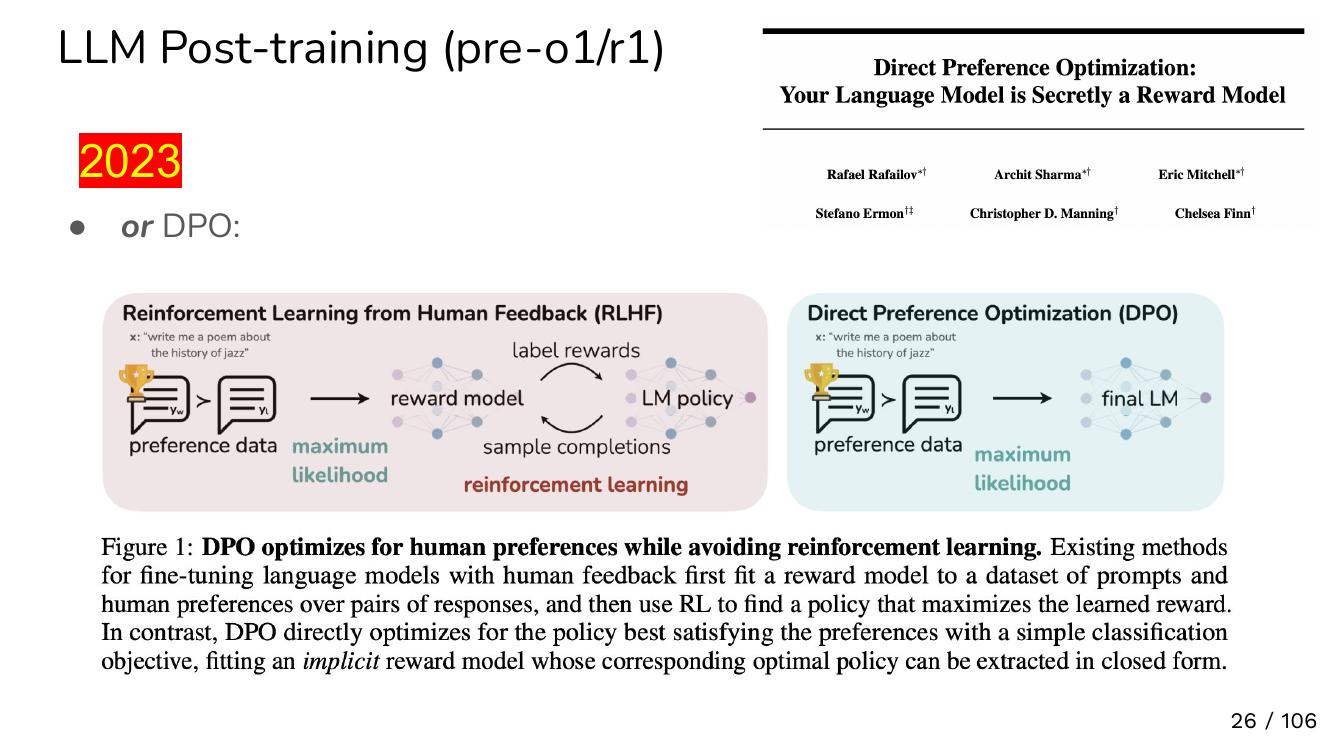 LLM Post-training (pre-o1/r1)
Direct Preference Optimization:
Your Language Model is Secretly a Reward Model
Rafael Rafailov*† Archit Sharma*† Eric Mitchell*†
Stefano Ermon†‡ Christopher D. Manning† Chelsea Finn†
2023
● or DPO:
Reinforcement Learning from Human Feedback (RLHF)
x: “write me a poem about
the history of jazz”
label rewards
yw > yl
reward model
LM policy
preference data
maximum
likelihood
sample completions
reinforcement learning
Direct Preference Optimization (DPO)
x: “write me a poem about
the history of jazz”
yw > yl
final LM
preference data
maximum
likelihood
Figure 1: DPO optimizes for human preferences while avoiding reinforcement learning. Existing methods
for fine-tuning language models with human feedback first fit a reward model to a dataset of prompts and
human preferences over pairs of responses, and then use RL to find a policy that maximizes the learned reward.
In contrast, DPO directly optimizes for the policy best satisfying the preferences with a simple classification
objective, fitting an implicit reward model whose corresponding optimal policy can be extracted in closed form.
26 / 106